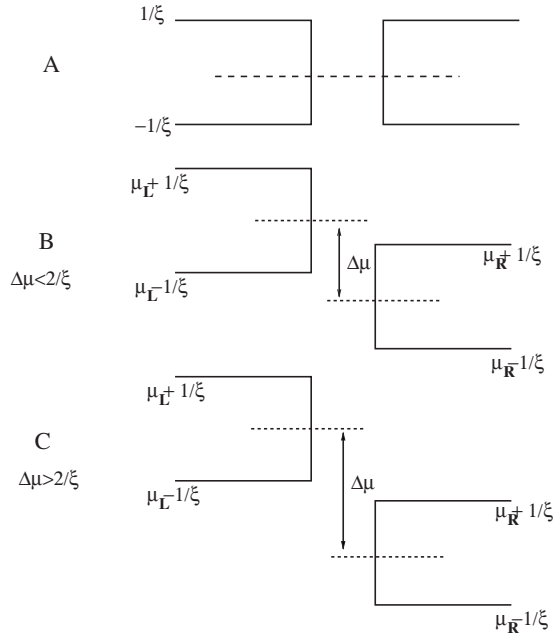 1/ξ
A
−1/ξ
μL+ 1/ξ
B
Δμ
μR+ 1/ξ
Δμ<2/ξ
μL−1/ξ
μR−1/ξ
μL+ 1/ξ
C
Δμ>2/ξ
Δμ
μL−1/ξ
μR+ 1/ξ
μR−1/ξ